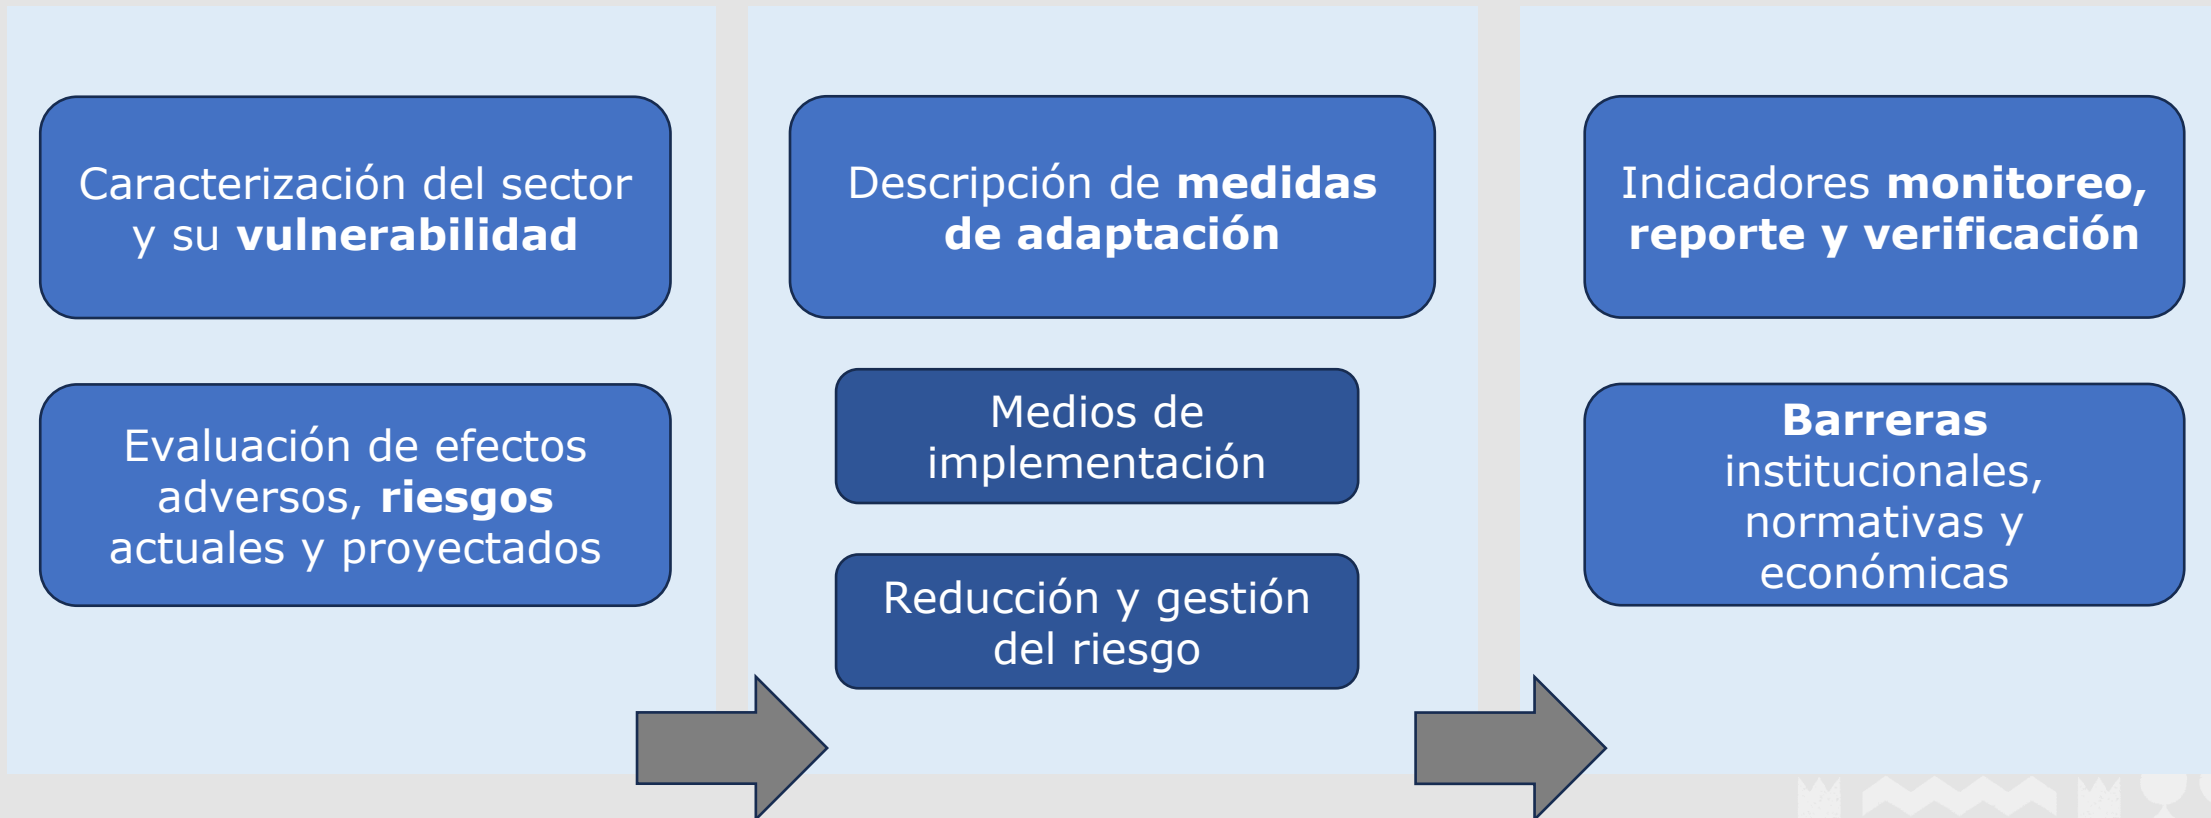 Caracterización del sector
y su vulnerabilidad
Evaluación de efectos
adversos, riesgos
actuales y proyectados
Descripción de medidas
de adaptación
Medios de
implementación
Reducción y gestión
del riesgo
Indicadores monitoreo,
reporte y verificación
Barreras
institucionales,
normativas y
económicas